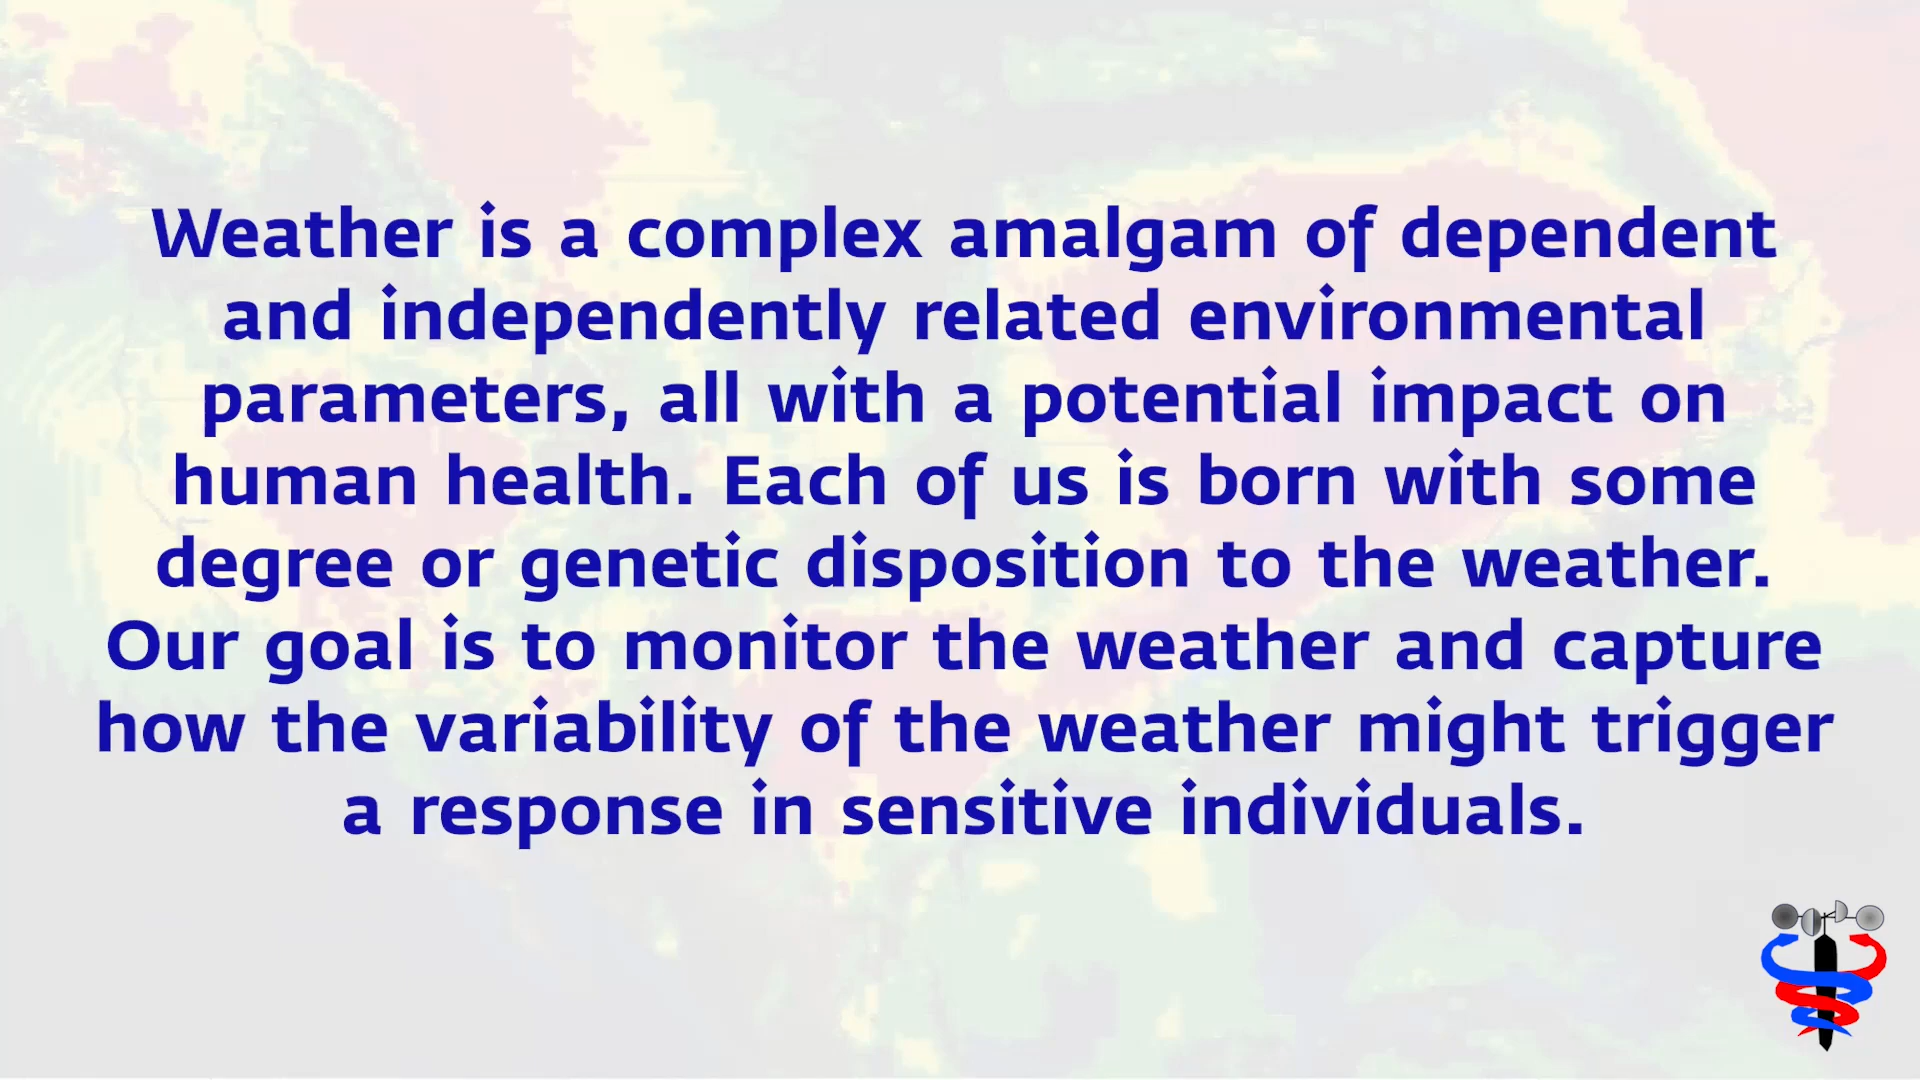 Weather is a complex amalgam of dependent
and independently related environmental
parameters, all with a potential impact on
human health. Each of us is born with some
degree or genetic disposition to the weather.
Our goal is to monitor the weather and capture
how the variability of the weather might trigger
a response in sensitive individuals.